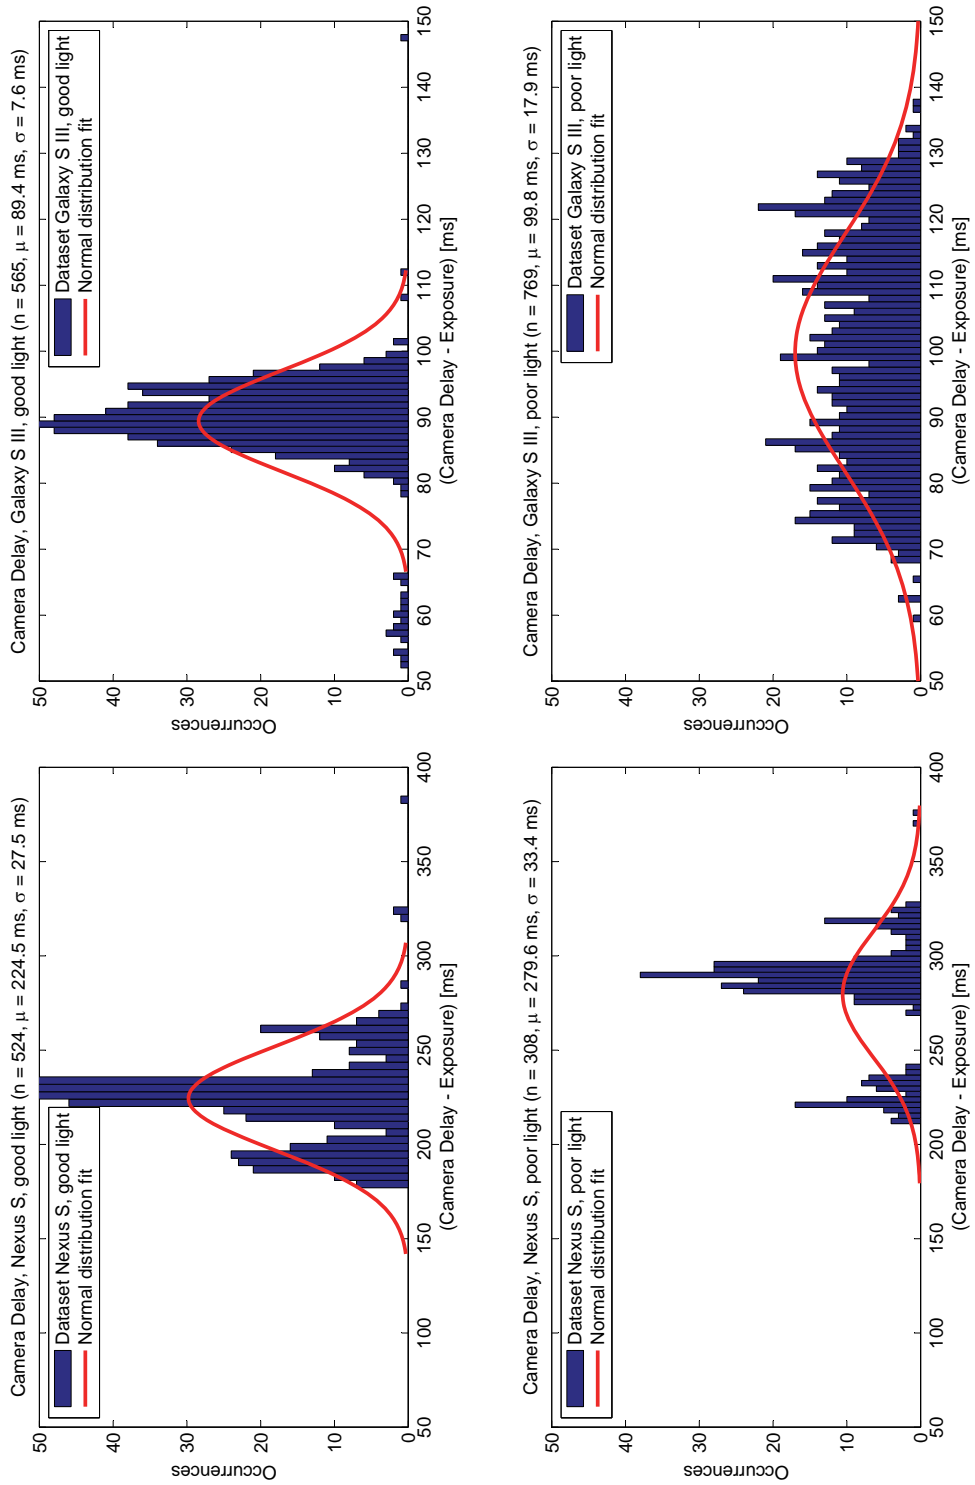 Camera Delay, Nexus S, good light (n = 524, μ = 224.5 ms, σ = 27.5 ms)
Dataset Nexus S, good light
Normal distribution fit
Occurrences
50
40
30
20
10
0
50 100 150 200 250 300 350 400
(Camera Delay - Exposure) [ms]
Camera Delay, Galaxy S III, good light (n = 565, μ = 89.4 ms, σ = 7.6 ms)
Dataset Galaxy S III, good light
Normal distribution fit
Occurrences
50
40
30
20
10
0
50 60 70 80 90 100 110 120 130 140 150
(Camera Delay - Exposure) [ms]
Camera Delay, Nexus S, poor light (n = 308, μ = 279.6 ms, σ = 33.4 ms)
Dataset Nexus S, poor light
Normal distribution fit
Occurrences
50
40
30
20
10
0
50 100 150 200 250 300 350 400
(Camera Delay - Exposure) [ms]
Camera Delay, Galaxy S III, poor light (n = 769, μ = 99.8 ms, σ = 17.9 ms)
Dataset Galaxy S III, poor light
Normal distribution fit
Occurrences
50
40
30
20
10
0
50 60 70 80 90 100 110 120 130 140 150
(Camera Delay - Exposure) [ms]